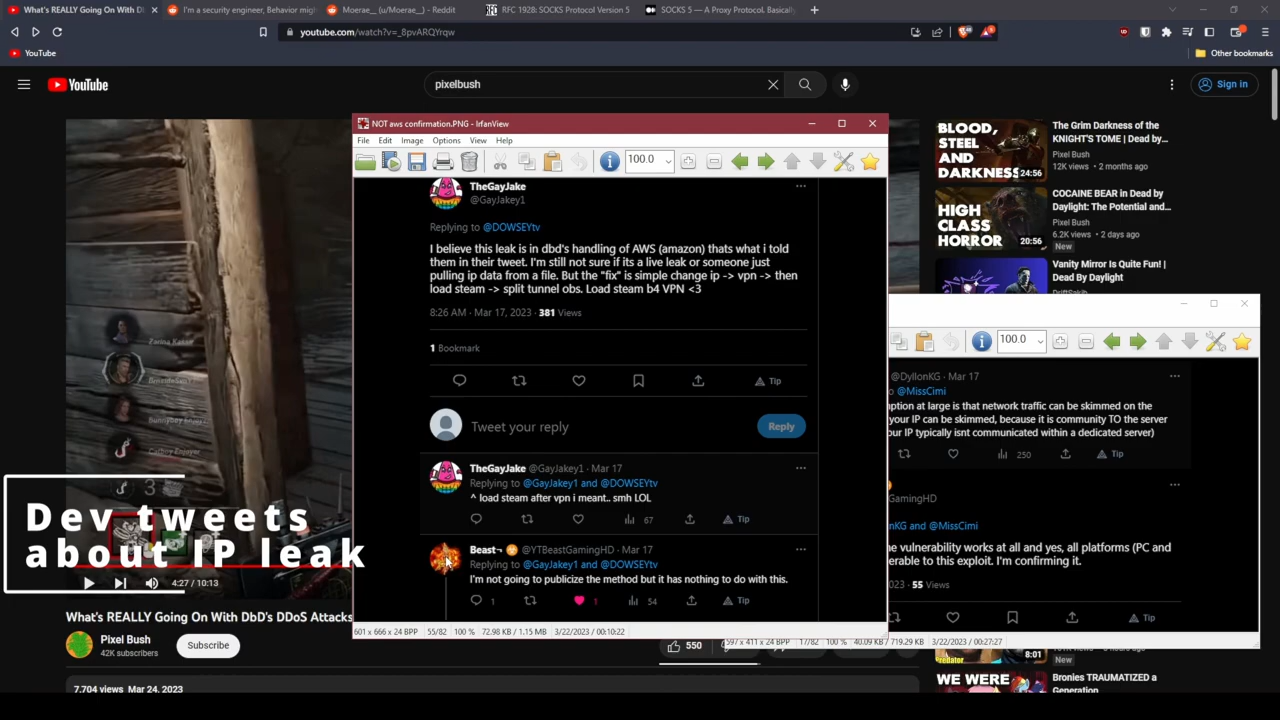 What's REALLY Going On With D
I'm a security engineer, Behavior mig
Moerae__ (u/Moerae__) - Reddit
RFC 1928: SOCKS Protocol Version 5
SOCKS 5 — A Proxy Protocol. Basical
youtube.com/watch?v=_8pvARQYrqw
YouTube
Other bookmarks
YouTube
pixelbush
Sign in
NOT aws confirmation.PNG - IrfanView
File Edit Image Options View Help
100.0
TheGayJake
@GayJakey1
Replying to @DOWSEYtv
I believe this leak is in dbd's handling of AWS (amazon) thats what i told
them in their tweet. I'm still not sure if its a live leak or someone just
pulling ip data from a file. But the "fix" is simple change ip -> vpn -> then
load steam -> split tunnel obs. Load steam b4 VPN <3
8:26 AM · Mar 17, 2023 · 381 Views
1 Bookmark
Tip
Tweet your reply
Reply
TheGayJake @GayJakey1 · Mar 17
Replying to @GayJakey1 and @DOWSEYtv
^ load steam after vpn i meant.. smh LOL
67 Tip
Beast¬ @YTBeastGamingHD · Mar 17
Replying to @GayJakey1 and @DOWSEYtv
I'm not going to publicize the method but it has nothing to do with this.
1 1 54 Tip
601 x 666 x 24 BPP 55/82 100 % 72.98 KB / 1.15 MB 3/22/2023 / 00:10:22
100.0
@DyllonKG · Mar 17
o @MissCimi
ption at large is that network traffic can be skimmed on the
your IP can be skimmed, because it is community TO the server
our IP typically isnt communicated within a dedicated server)
250 Tip
GamingHD
nKG and @MissCimi
he vulnerability works at all and yes, all platforms (PC and
erable to this exploit. I'm confirming it.
023 · 55 Views
Tip
597 x 411 x 24 BPP 17/82 100 % 40.09 KB / 719.29 KB 3/22/2023 / 00:27:27
BLOOD,
STEEL
AND
DARKNESS
24:56
The Grim Darkness of the
KNIGHT'S TOME | Dead by...
Pixel Bush
12K views • 2 months ago
HIGH
CLASS
HORROR
20:56
COCAINE BEAR in Dead by
Daylight: The Potential and...
Pixel Bush
6.2K views • 2 days ago
New
Vanity Mirror Is Quite Fun! |
Dead By Daylight
3
Dev tweets
about IP leak
4:27 / 10:13
What's REALLY Going On With DbD's DDoS Attacks
Pixel Bush
42K subscribers
Subscribe
550
7,704 views Mar 24, 2023
predator
8:01
New
WE WERE
Bronies TRAUMATIZED a
Generation